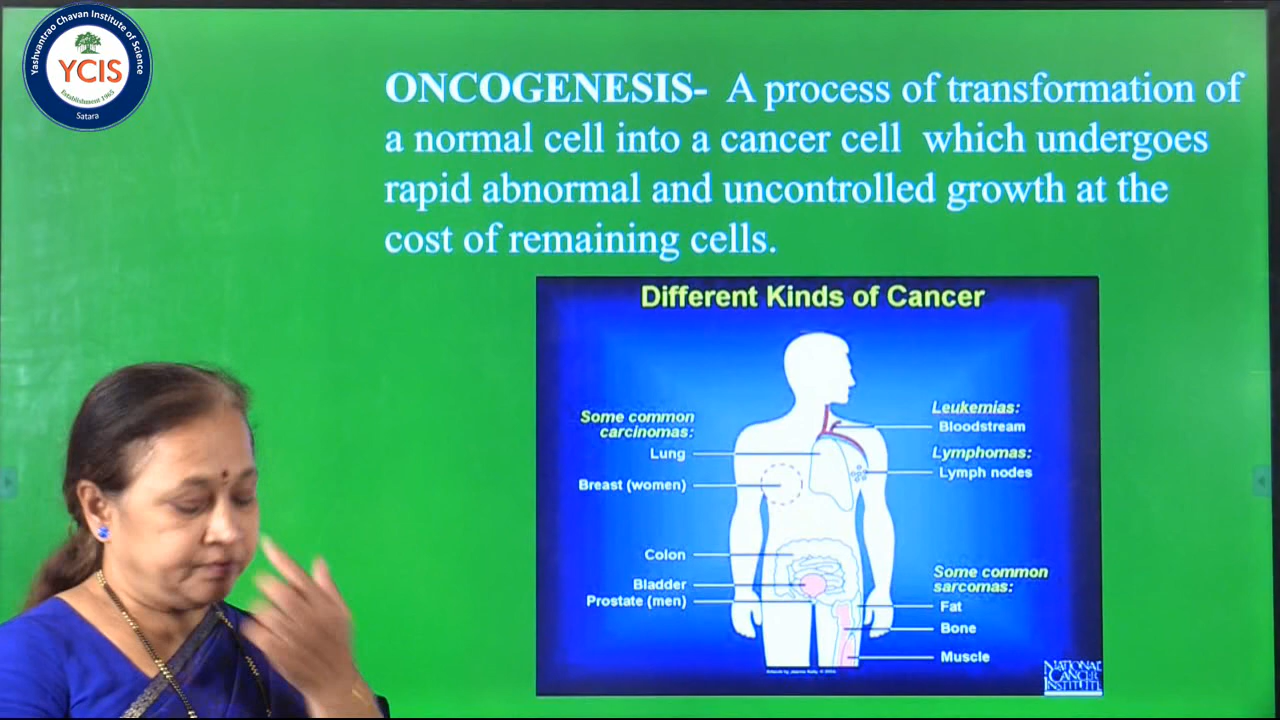 Yashvantrao Chavan Institute of Science
YCIS
Establishment 1965
Satara
ONCOGENESIS- A process of transformation of
a normal cell into a cancer cell which undergoes
rapid abnormal and uncontrolled growth at the
cost of remaining cells.
Different Kinds of Cancer
Some common
carcinomas:
Lung
Breast (women)
Colon
Bladder
Prostate (men)
Leukemias:
Bloodstream
Lymphomas:
Lymph nodes
Some common
sarcomas:
Fat
Bone
Muscle
NATIONAL
CANCER
INSTITUTE